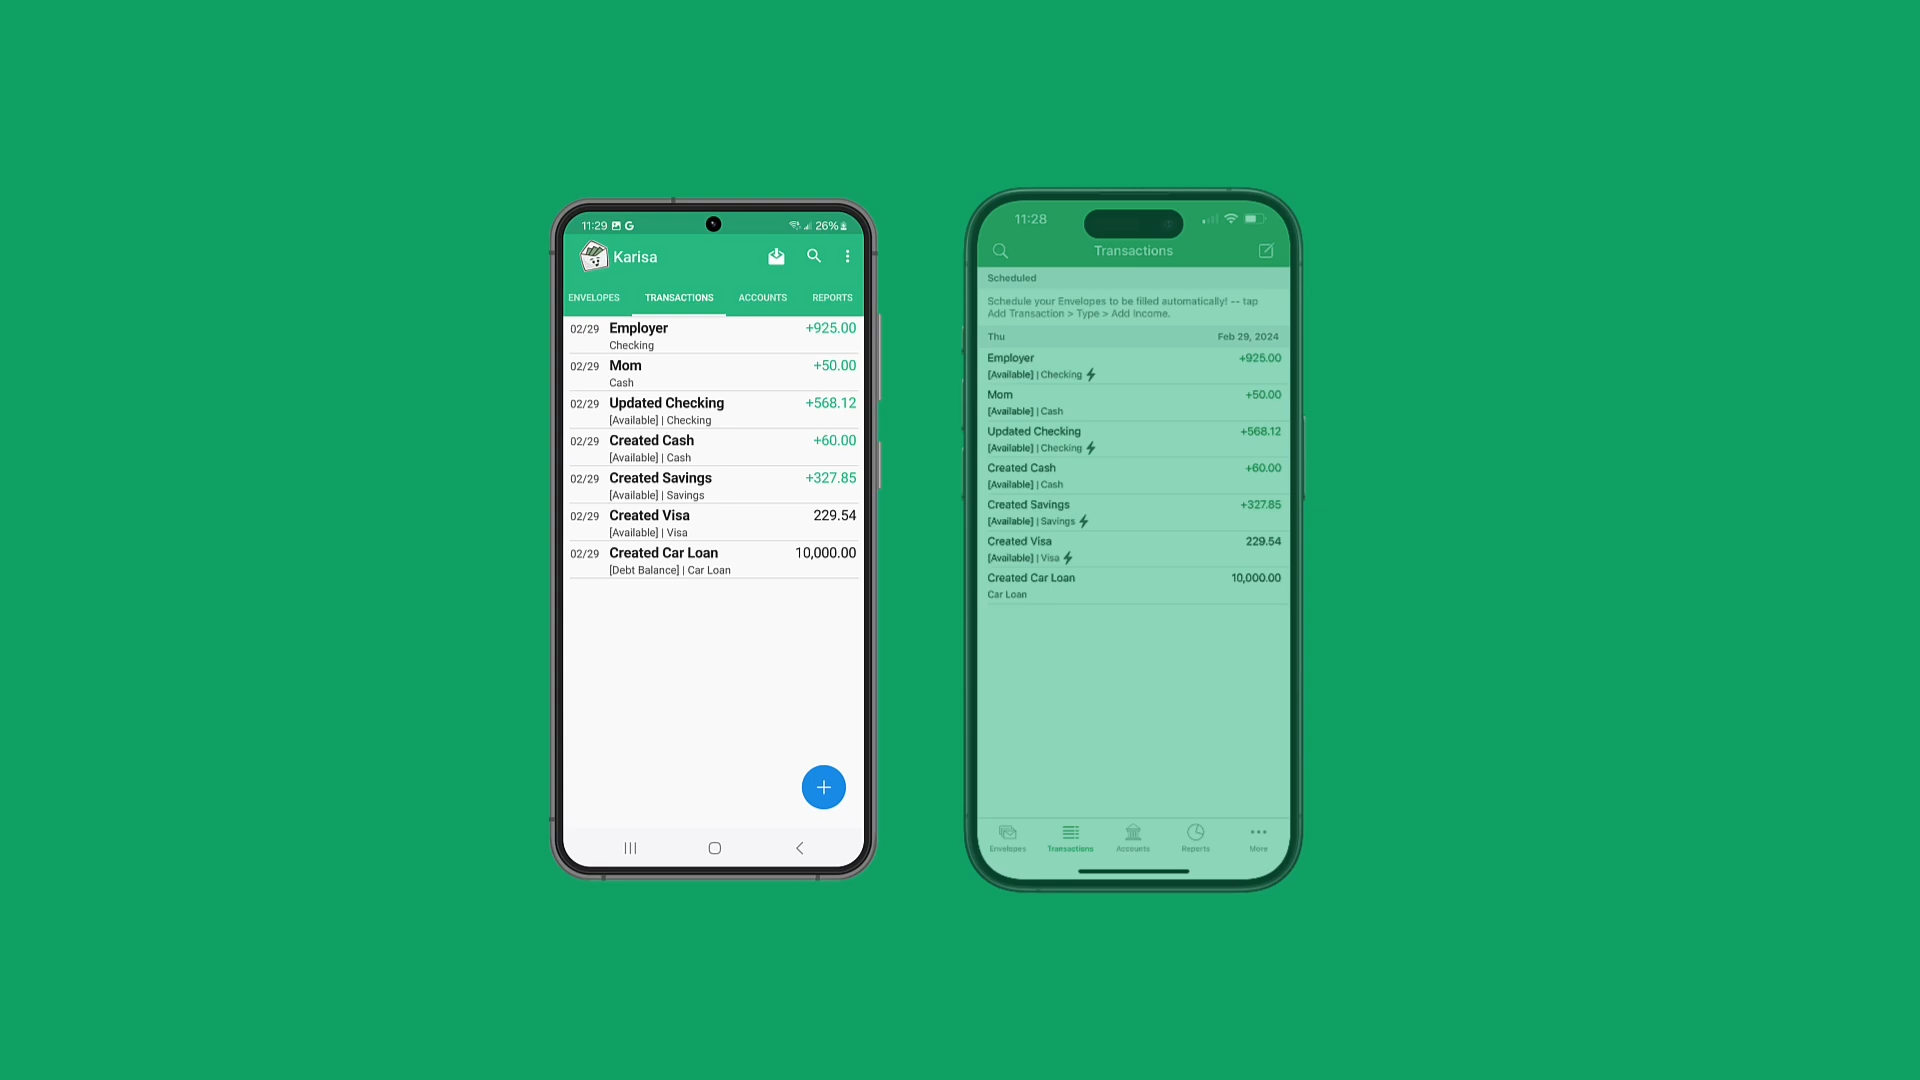 11:29 G 26%
Karisa
ENVELOPES TRANSACTIONS ACCOUNTS REPORTS
02/29 Employer +925.00
Checking
02/29 Mom +50.00
Cash
02/29 Updated Checking +568.12
[Available] | Checking
02/29 Created Cash +60.00
[Available] | Cash
02/29 Created Savings +327.85
[Available] | Savings
02/29 Created Visa 229.54
[Available] | Visa
02/29 Created Car Loan 10,000.00
[Debt Balance] | Car Loan
11:28
Transactions
Scheduled
Schedule your Envelopes to be filled automatically! -- tap
Add Transaction > Type > Add Income.
Thu Feb 29, 2024
Employer +925.00
[Available] | Checking
Mom +50.00
[Available] | Cash
Updated Checking +568.12
[Available] | Checking
Created Cash +60.00
[Available] | Cash
Created Savings +327.85
[Available] | Savings
Created Visa 229.54
[Available] | Visa
Created Car Loan 10,000.00
Car Loan
Envelopes Transactions Accounts Reports More